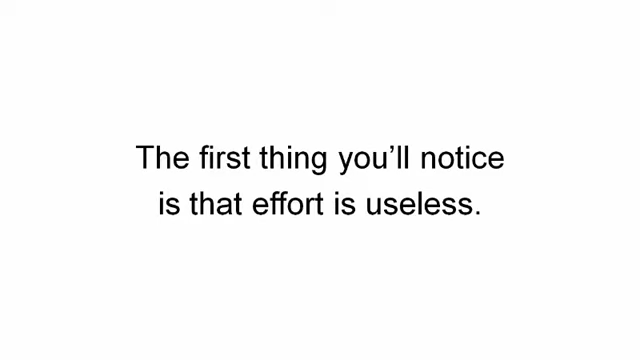 The first thing you’ll notice
is that effort is useless.